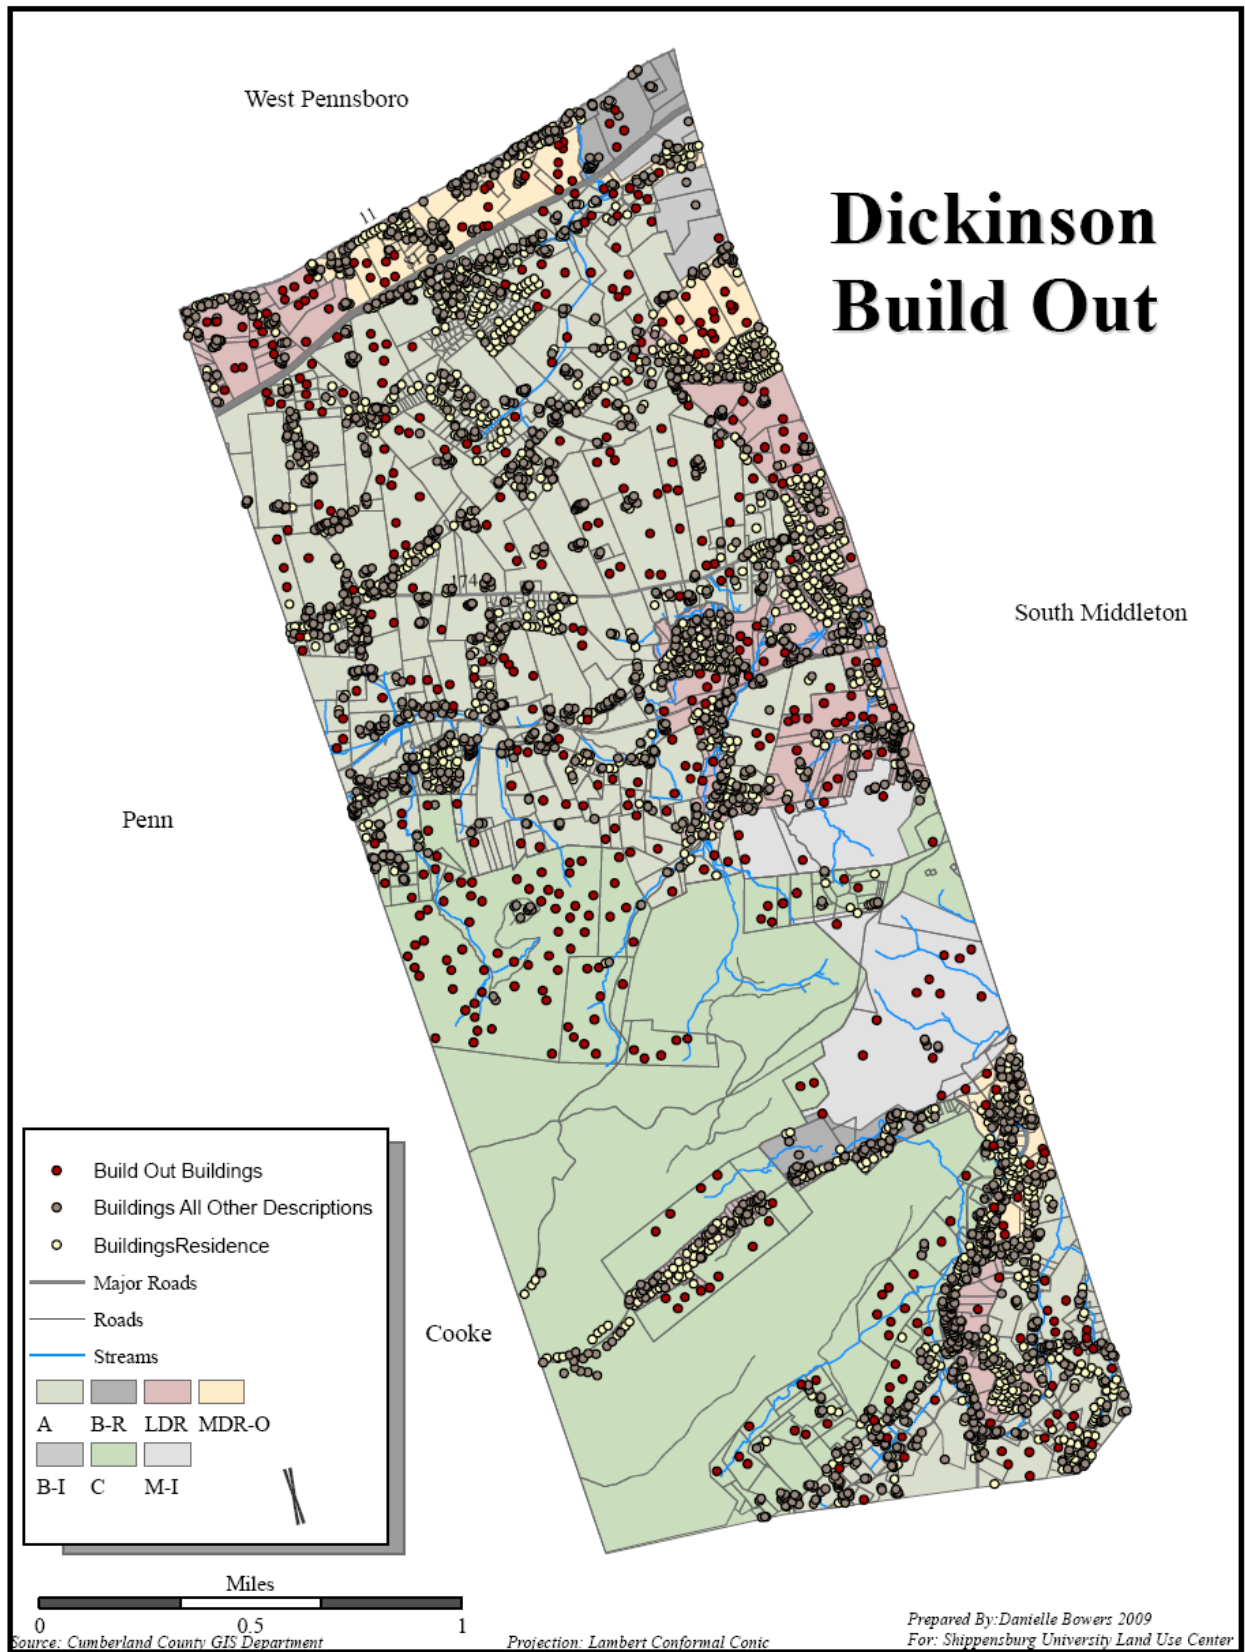 West Pennsboro
Dickinson
Build Out
11
174
South Middleton
Penn
Cooke
Build Out Buildings
Buildings All Other Descriptions
BuildingsResidence
Major Roads
Roads
Streams
A B-R LDR MDR-O
B-I C M-I
Miles
0 0.5 1
Source: Cumberland County GIS Department
Projection: Lambert Conformal Conic
Prepared By:Danielle Bowers 2009
For: Shippensburg University Land Use Center